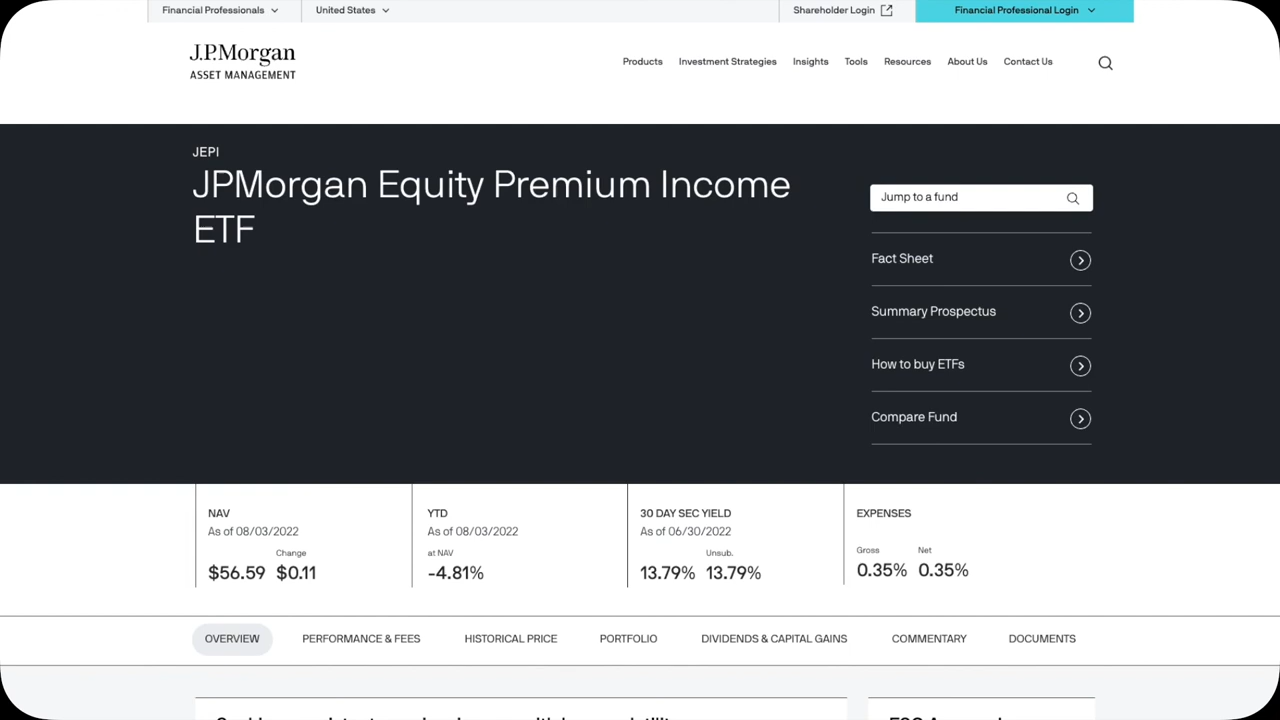 Financial Professionals
United States
Shareholder Login
Financial Professional Login
J.P.Morgan
ASSET MANAGEMENT
Products
Investment Strategies
Insights
Tools
Resources
About Us
Contact Us
JEPI
JPMorgan Equity Premium Income
ETF
Jump to a fund
Fact Sheet
Summary Prospectus
How to buy ETFs
Compare Fund
NAV
As of 08/03/2022
Change
$56.59 $0.11
YTD
As of 08/03/2022
at NAV
-4.81%
30 DAY SEC YIELD
As of 06/30/2022
Unsub.
13.79% 13.79%
EXPENSES
Gross Net
0.35% 0.35%
OVERVIEW
PERFORMANCE & FEES
HISTORICAL PRICE
PORTFOLIO
DIVIDENDS & CAPITAL GAINS
COMMENTARY
DOCUMENTS